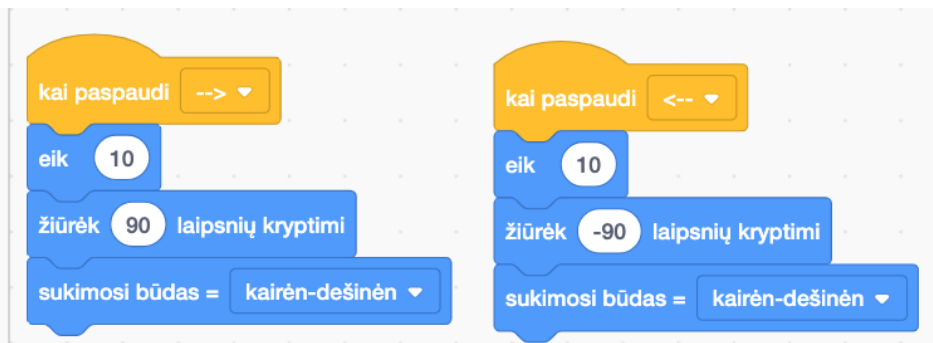 kai paspaudi -->
eik 10
žiūrėk 90 laipsnių kryptimi
sukimosi būdas = kairėn-dešinėn
kai paspaudi <--
eik 10
žiūrėk -90 laipsnių kryptimi
sukimosi būdas = kairėn-dešinėn